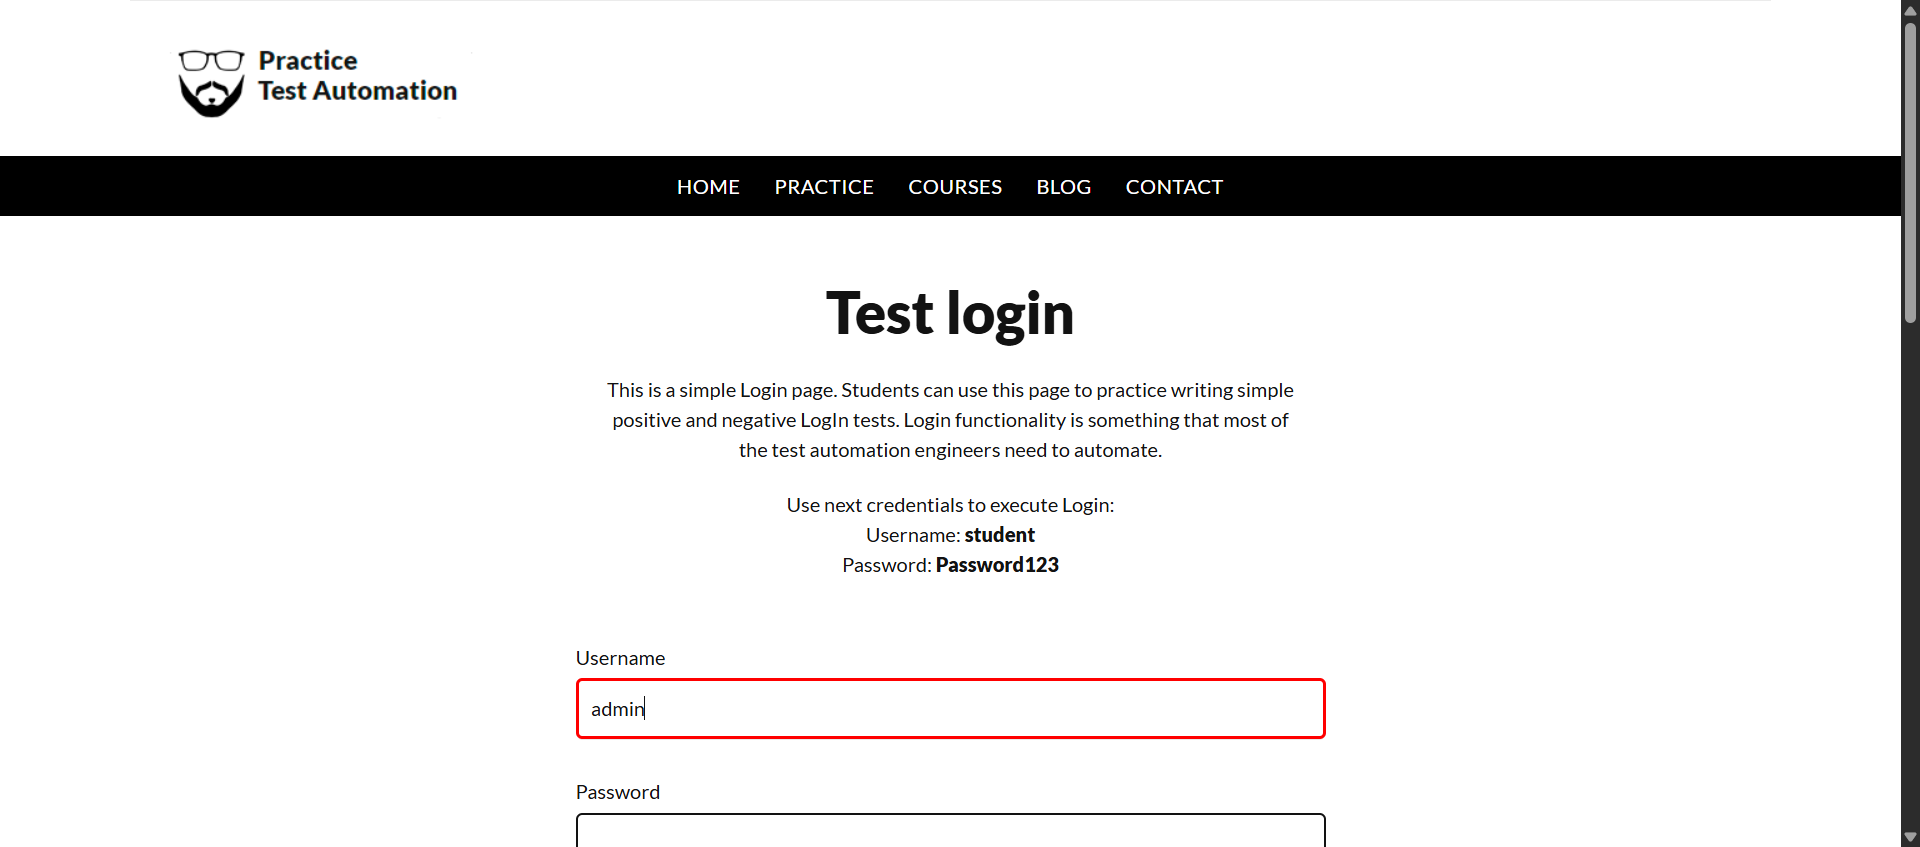 Practice
Test Automation
HOME PRACTICE COURSES BLOG CONTACT
Test login
This is a simple Login page. Students can use this page to practice writing simple
positive and negative LogIn tests. Login functionality is something that most of
the test automation engineers need to automate.
Use next credentials to execute Login:
Username: student
Password: Password123
Username
admin
Password